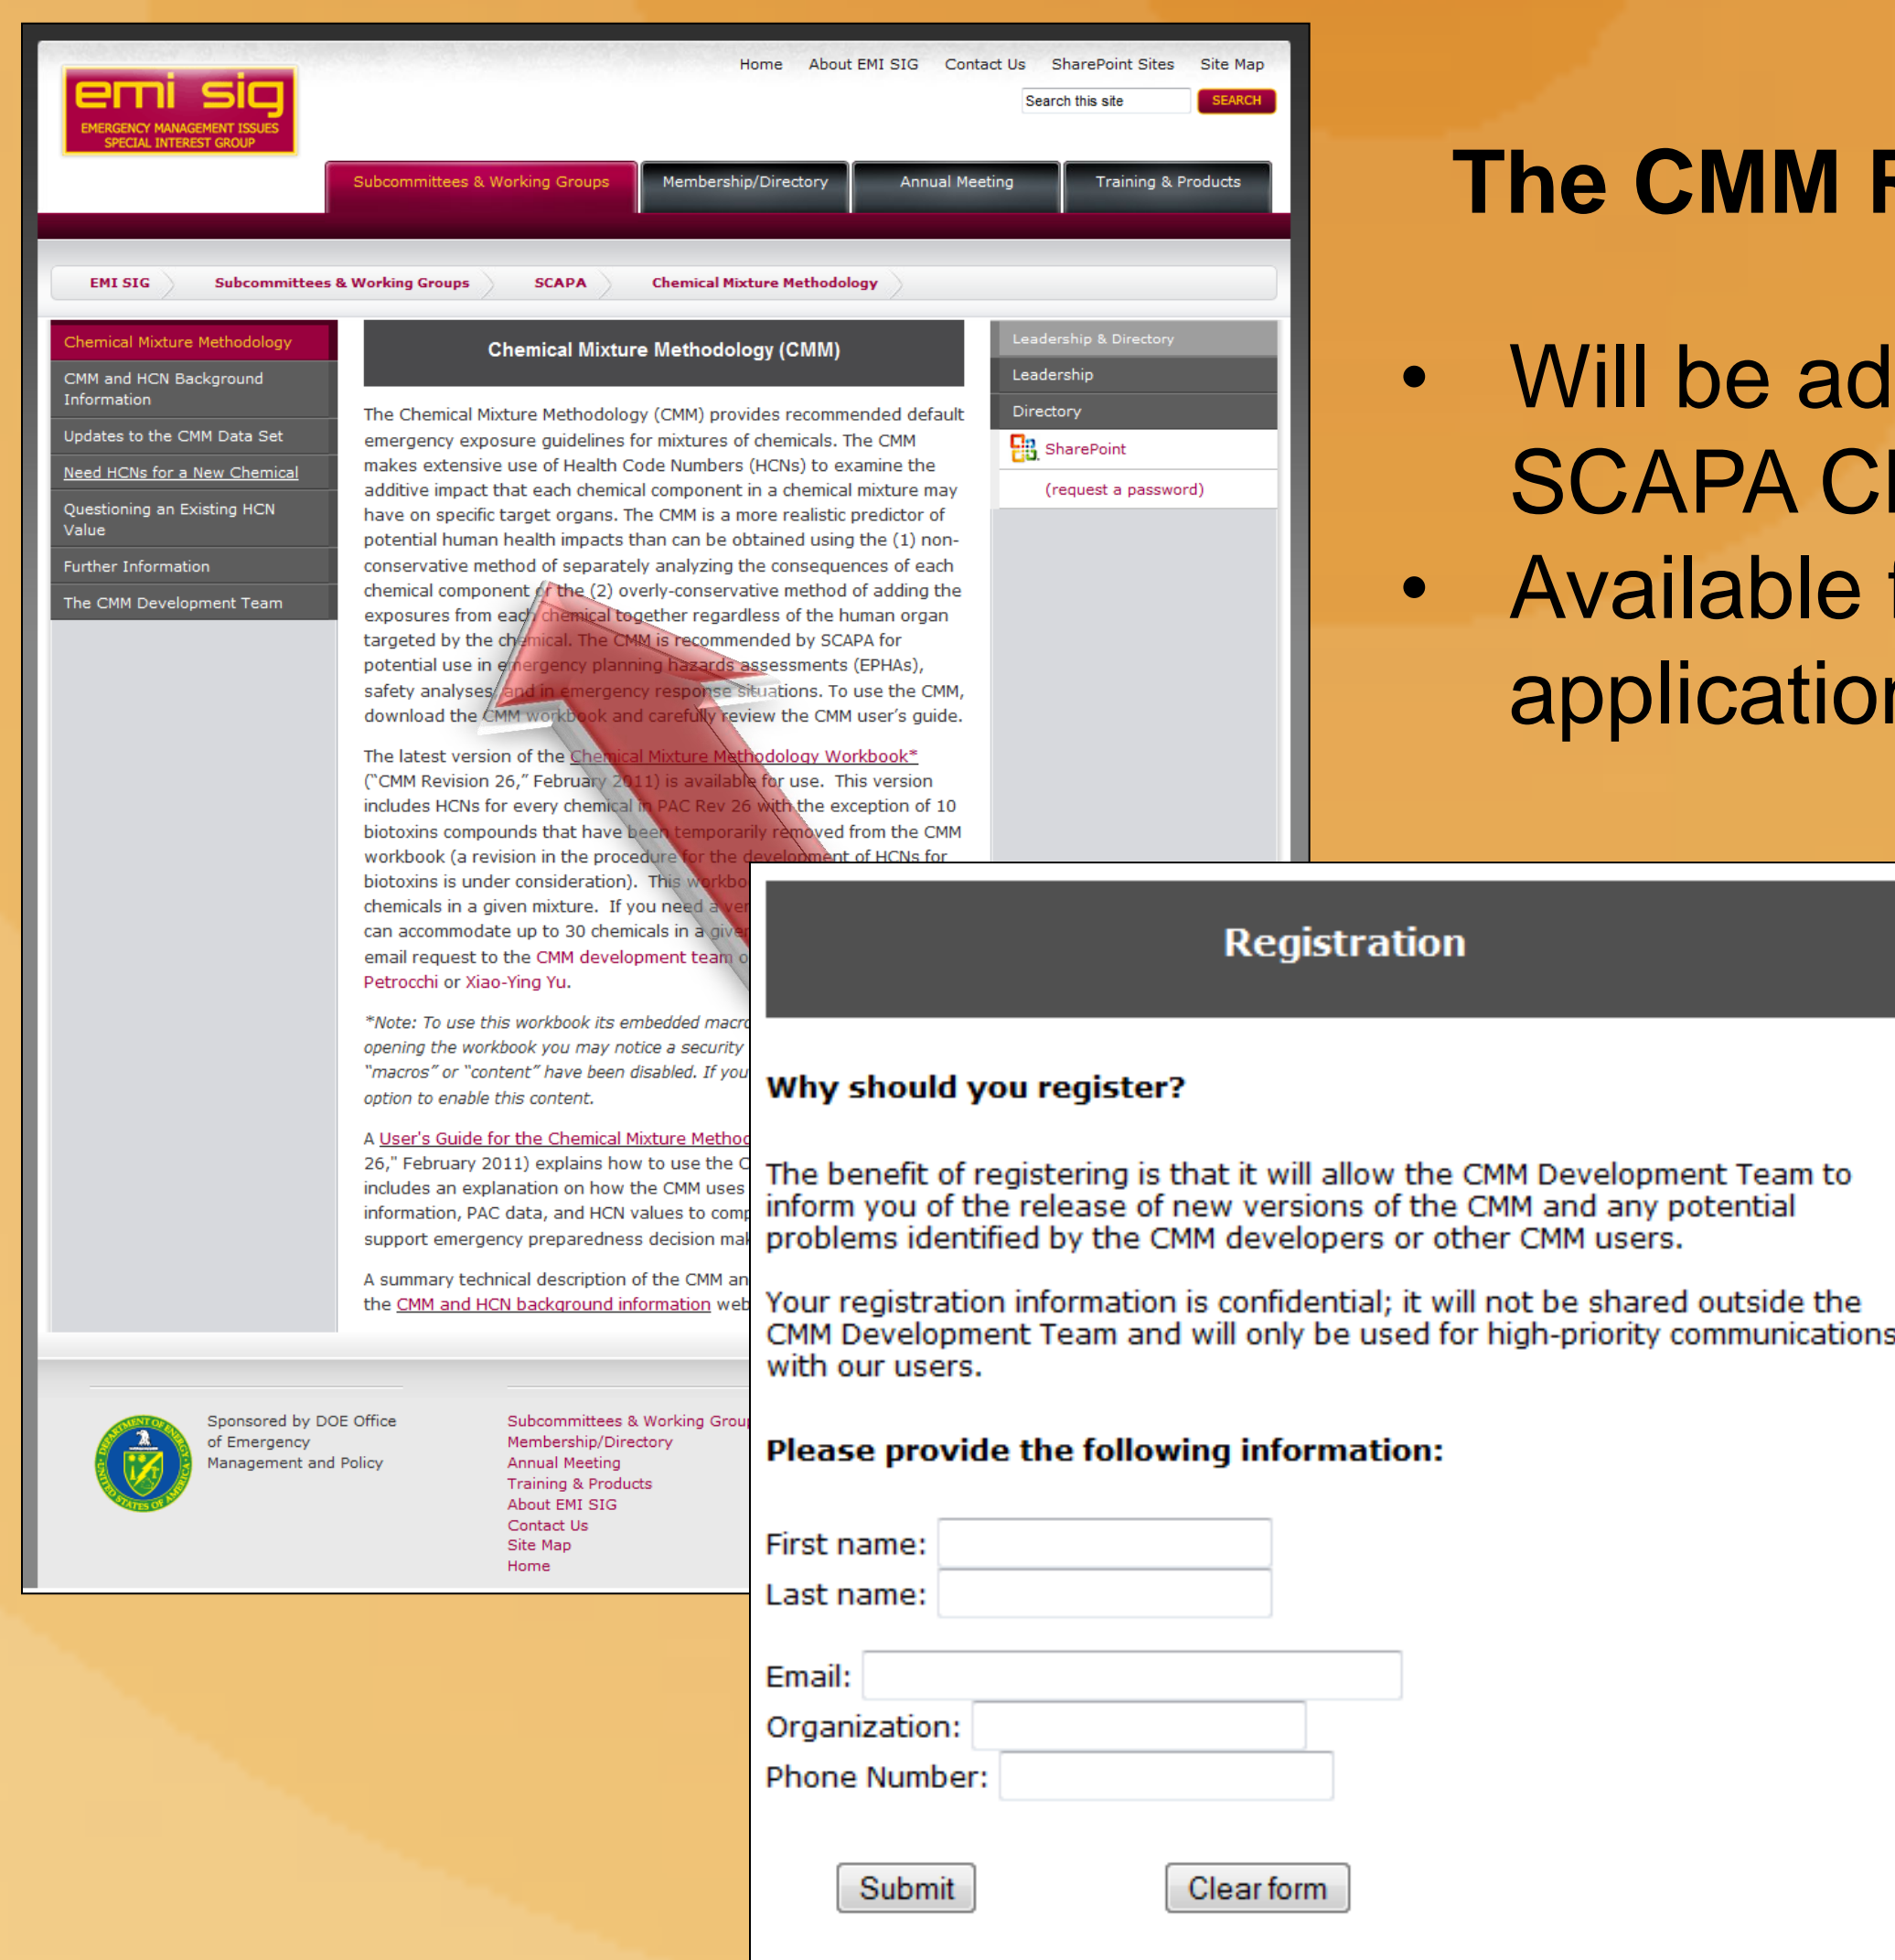 Home About EMI SIG Contact Us SharePoint Sites Site Map
emi sig
EMERGENCY MANAGEMENT ISSUES
SPECIAL INTEREST GROUP
Search this site SEARCH
Subcommittees & Working Groups Membership/Directory Annual Meeting Training & Products
EMI SIG Subcommittees & Working Groups SCAPA Chemical Mixture Methodology
Chemical Mixture Methodology
CMM and HCN Background
Information
Updates to the CMM Data Set
Need HCNs for a New Chemical
Questioning an Existing HCN
Value
Further Information
The CMM Development Team
Chemical Mixture Methodology (CMM)
The Chemical Mixture Methodology (CMM) provides recommended default
emergency exposure guidelines for mixtures of chemicals. The CMM
makes extensive use of Health Code Numbers (HCNs) to examine the
additive impact that each chemical component in a chemical mixture may
have on specific target organs. The CMM is a more realistic predictor of
potential human health impacts than can be obtained using the (1) non-
conservative method of separately analyzing the consequences of each
chemical component or the (2) overly-conservative method of adding the
exposures from each chemical together regardless of the human organ
targeted by the chemical. The CMM is recommended by SCAPA for
potential use in emergency planning hazards assessments (EPHAs),
safety analyses, and in emergency response situations. To use the CMM,
download the CMM workbook and carefully review the CMM user's guide.
The latest version of the Chemical Mixture Methodology Workbook*
("CMM Revision 26," February 2011) is available for use. This version
includes HCNs for every chemical in PAC Rev 26 with the exception of 10
biotoxins compounds that have been temporarily removed from the CMM
workbook (a revision in the procedure for the development of HCNs for
biotoxins is under consideration). This workbo
chemicals in a given mixture. If you need a ver
can accommodate up to 30 chemicals in a given
email request to the CMM development team o
Petrocchi or Xiao-Ying Yu.
*Note: To use this workbook its embedded macro
opening the workbook you may notice a security
"macros" or "content" have been disabled. If you
option to enable this content.
A User's Guide for the Chemical Mixture Method
26," February 2011) explains how to use the C
includes an explanation on how the CMM uses
information, PAC data, and HCN values to comp
support emergency preparedness decision mak
A summary technical description of the CMM an
the CMM and HCN background information web
Leadership & Directory
Leadership
Directory
SharePoint
(request a password)
DEPARTMENT OF ENERGY
UNITED STATES OF AMERICA
Sponsored by DOE Office
of Emergency
Management and Policy
Subcommittees & Working Group
Membership/Directory
Annual Meeting
Training & Products
About EMI SIG
Contact Us
Site Map
Home
The CMM R
• Will be ad
SCAPA C
• Available f
application
Registration
Why should you register?
The benefit of registering is that it will allow the CMM Development Team to
inform you of the release of new versions of the CMM and any potential
problems identified by the CMM developers or other CMM users.
Your registration information is confidential; it will not be shared outside the
CMM Development Team and will only be used for high-priority communications
with our users.
Please provide the following information:
First name:
Last name:
Email:
Organization:
Phone Number:
Submit Clear form